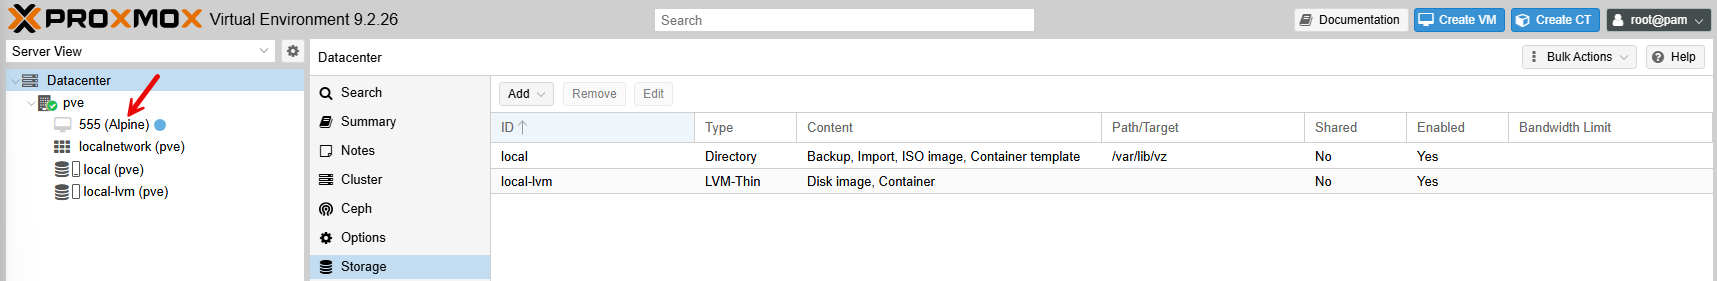 PROXMOX Virtual Environment 9.2.26 Search Documentation Create VM Create CT root@pam
Server View
Datacenter
pve
555 (Alpine)
localnetwork (pve)
local (pve)
local-lvm (pve)
Datacenter Bulk Actions Help
Search
Summary
Notes
Cluster
Ceph
Options
Storage
Add Remove Edit
ID Type Content Path/Target Shared Enabled Bandwidth Limit
local Directory Backup, Import, ISO image, Container template /var/lib/vz No Yes
local-lvm LVM-Thin Disk image, Container No Yes